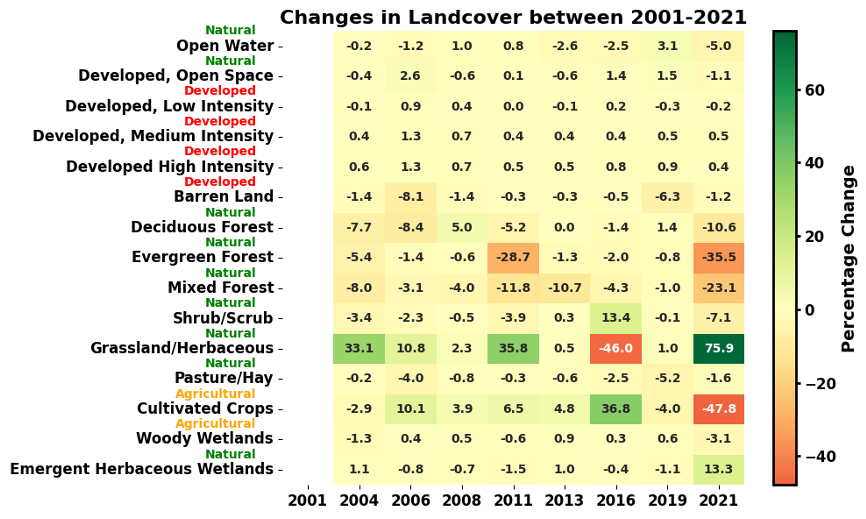 Changes in Landcover between 2001-2021
Natural
Open Water -0.2 -1.2 1.0 0.8 -2.6 -2.5 3.1 -5.0
Natural
Developed, Open Space -0.4 2.6 -0.6 0.1 -0.6 1.4 1.5 -1.1
Developed
Developed, Low Intensity -0.1 0.9 0.4 0.0 -0.1 0.2 -0.3 -0.2
Developed
Developed, Medium Intensity 0.4 1.3 0.7 0.4 0.4 0.4 0.5 0.5
Developed
Developed High Intensity 0.6 1.3 0.7 0.5 0.5 0.8 0.9 0.4
Developed
Barren Land -1.4 -8.1 -1.4 -0.3 -0.3 -0.5 -6.3 -1.2
Natural
Deciduous Forest -7.7 -8.4 5.0 -5.2 0.0 -1.4 1.4 -10.6
Natural
Evergreen Forest -5.4 -1.4 -0.6 -28.7 -1.3 -2.0 -0.8 -35.5
Natural
Mixed Forest -8.0 -3.1 -4.0 -11.8 -10.7 -4.3 -1.0 -23.1
Natural
Shrub/Scrub -3.4 -2.3 -0.5 -3.9 0.3 13.4 -0.1 -7.1
Natural
Grassland/Herbaceous 33.1 10.8 2.3 35.8 0.5 -46.0 1.0 75.9
Natural
Pasture/Hay -0.2 -4.0 -0.8 -0.3 -0.6 -2.5 -5.2 -1.6
Agricultural
Cultivated Crops -2.9 10.1 3.9 6.5 4.8 36.8 -4.0 -47.8
Agricultural
Woody Wetlands -1.3 0.4 0.5 -0.6 0.9 0.3 0.6 -3.1
Natural
Emergent Herbaceous Wetlands 1.1 -0.8 -0.7 -1.5 1.0 -0.4 -1.1 13.3
2001 2004 2006 2008 2011 2013 2016 2019 2021
60
40
20
0
−20
−40
Percentage Change